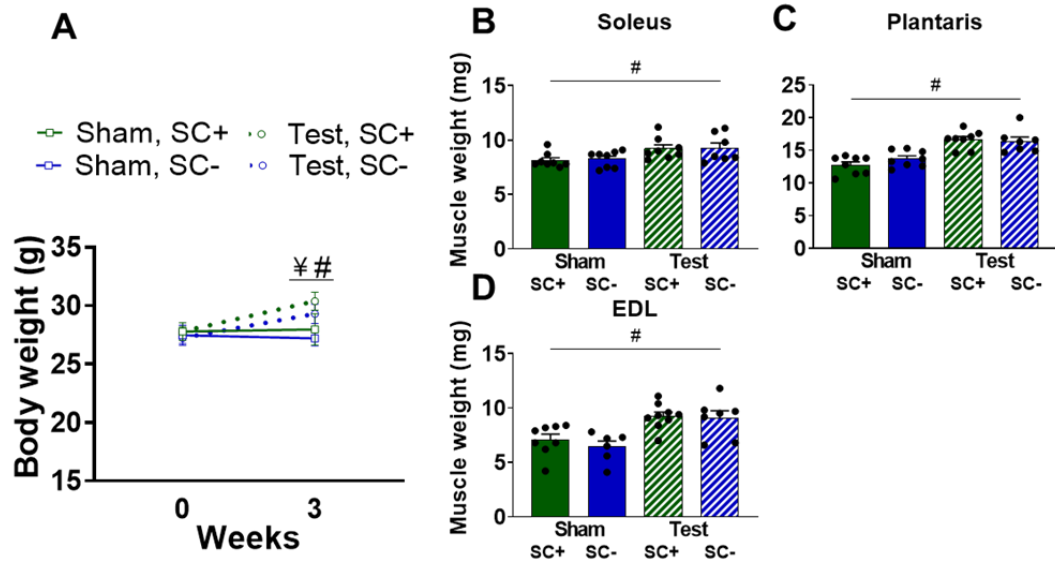 A
Sham, SC+
Test, SC+
Sham, SC-
Test, SC-
Body weight (g)
35
30
25
20
15
¥ #
0
3
Weeks
B
Soleus
Muscle weight (mg)
15
10
5
0
#
Sham
Test
SC+
SC-
SC+
SC-
C
Plantaris
25
20
15
10
5
0
#
Sham
Test
SC+
SC-
SC+
SC-
D
EDL
Muscle weight (mg)
15
10
5
0
#
Sham
Test
SC+
SC-
SC+
SC-